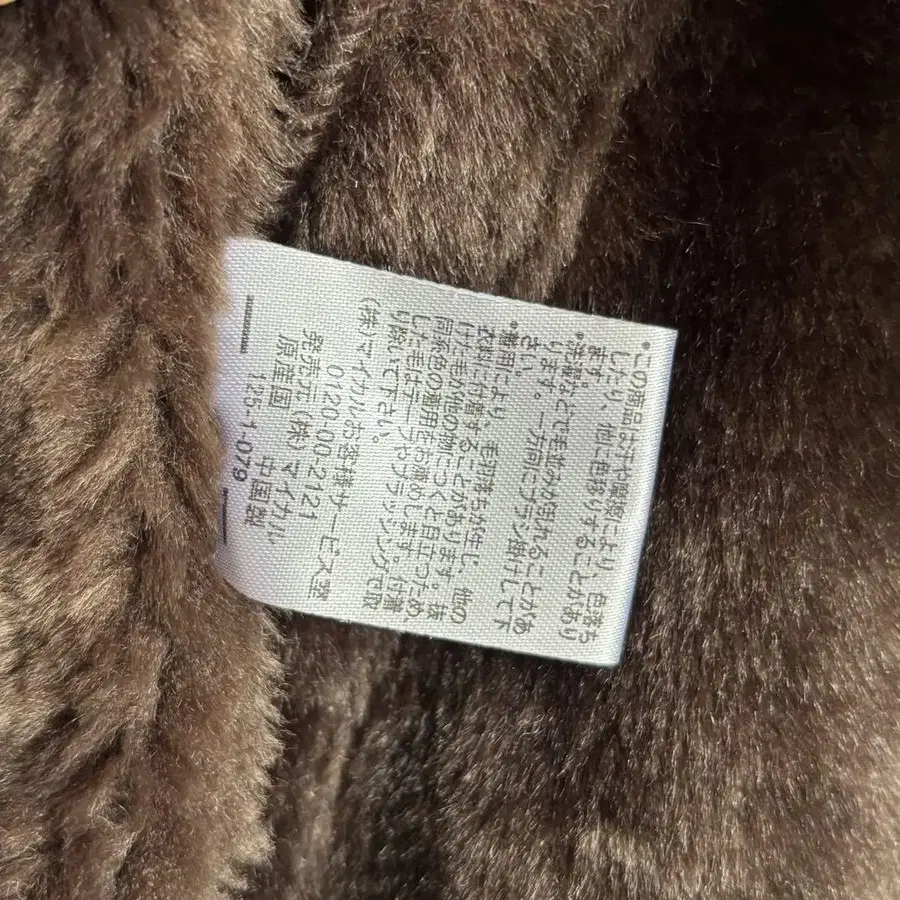 •この商品は汗や摩擦により、色落ち
したり、他に色移りすることがあり
ます。
•洗濯などで毛並みが乱れることがあ
ります。一方向にブラシ掛けして下
さい。
•着用により、毛羽落ちが生じ、他の
衣料に付着することがあります。抜
けた毛が他の物につくと目立つため、
同系色の着用をお薦めします。付着
した毛はテープやブラッシングで取
り除いて下さい。
(株)マイカルお客様サービス室
0120-00-2121
発売元 (株)マイカル
原産国 中国製
125-1-079